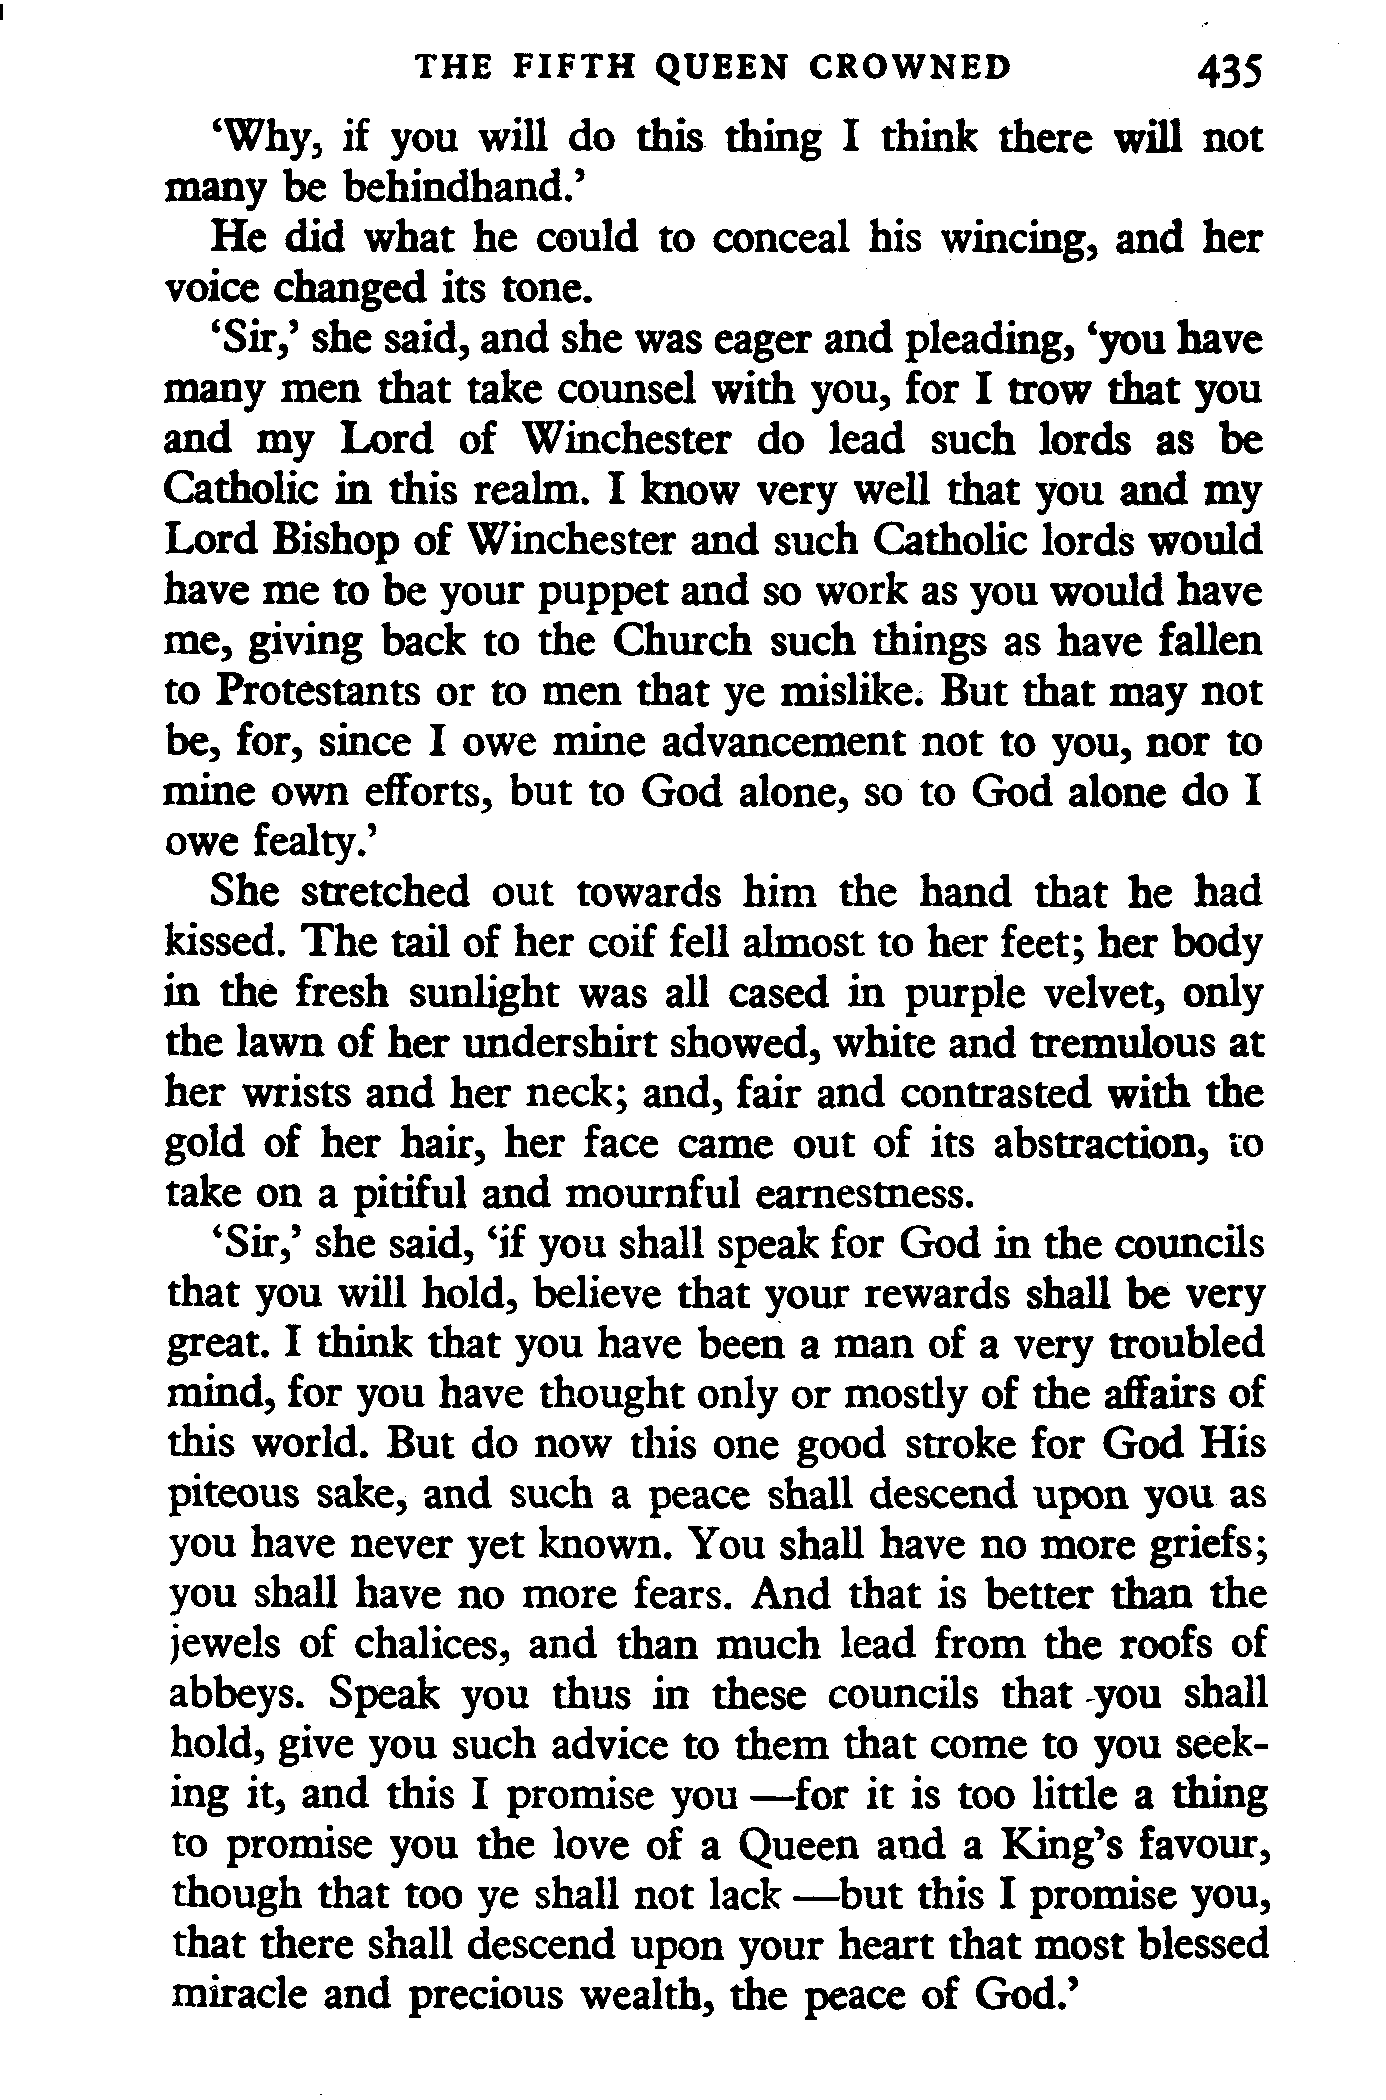 THE FIFTH QUEEN CROWNED 435
‘Why, if you will do this thing I think there will not
many be behindhand.’
He did what he could to conceal his wincing, and her
voice changed its tone.
‘Sir,’ she said, and she was eager and pleading, ‘you have
many men that take counsel with you, for I trow that you
and my Lord of Winchester do lead such lords as be
Catholic in this realm. I know very well that you and my
Lord Bishop of Winchester and such Catholic lords would
have me to be your puppet and so work as you would have
me, giving back to the Church such things as have fallen
to Protestants or to men that ye mislike. But that may not
be, for, since I owe mine advancement not to you, nor to
mine own efforts, but to God alone, so to God alone do I
owe fealty.’
She stretched out towards him the hand that he had
kissed. The tail of her coif fell almost to her feet; her body
in the fresh sunlight was all cased in purple velvet, only
the lawn of her undershirt showed, white and tremulous at
her wrists and her neck; and, fair and contrasted with the
gold of her hair, her face came out of its abstraction, to
take on a pitiful and mournful earnestness.
‘Sir,’ she said, ‘if you shall speak for God in the councils
that you will hold, believe that your rewards shall be very
great. I think that you have been a man of a very troubled
mind, for you have thought only or mostly of the affairs of
this world. But do now this one good stroke for God His
piteous sake, and such a peace shall descend upon you as
you have never yet known. You shall have no more griefs;
you shall have no more fears. And that is better than the
jewels of chalices, and than much lead from the roofs of
abbeys. Speak you thus in these councils that you shall
hold, give you such advice to them that come to you seek-
ing it, and this I promise you —for it is too little a thing
to promise you the love of a Queen and a King’s favour,
though that too ye shall not lack —but this I promise you,
that there shall descend upon your heart that most blessed
miracle and precious wealth, the peace of God.’